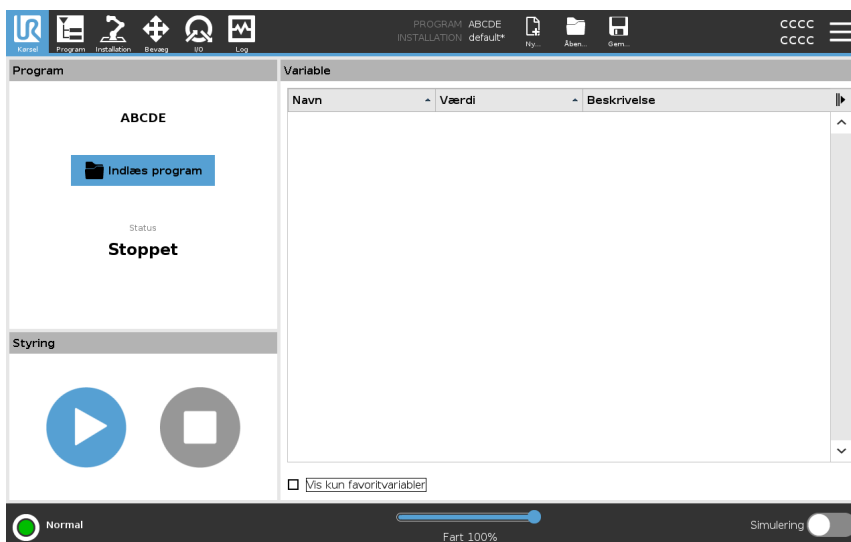 UR
PROGRAM ABCDE
INSTALLATION default*
Kørsel Program Installation Bevæg I/O Log
Ny... Åben... Gem...
CCCC
CCCC
Program
Variable
Navn Værdi Beskrivelse
ABCDE
Indlæs program
Status
Stoppet
Styring
Vis kun favoritvariabler
Normal
Fart 100%
Simulering